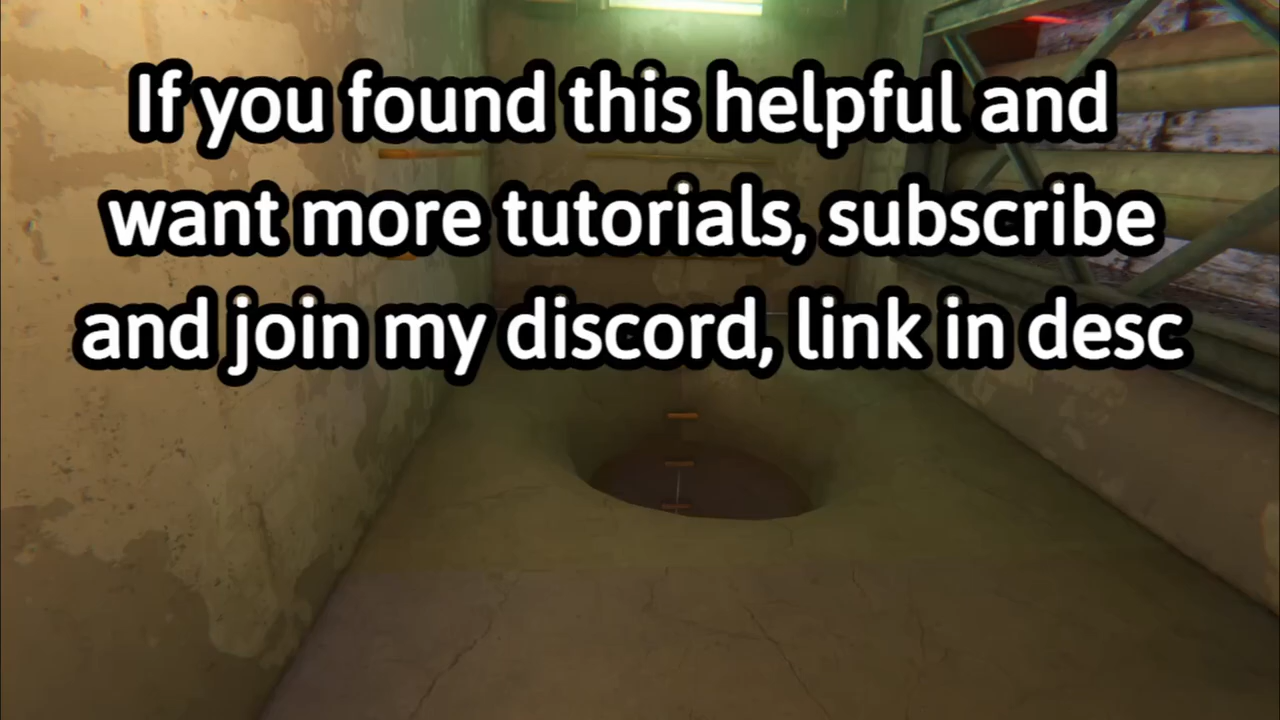 If you found this helpful and
want more tutorials, subscribe
and join my discord, link in desc